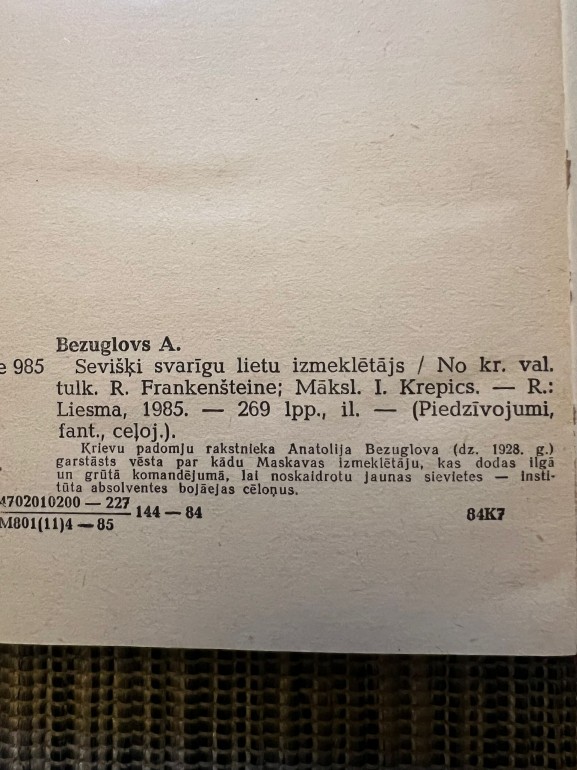 Bezuglovs A.
e 985 Sevišķi svarīgu lietu izmeklētājs / No kr. val.
tulk. R. Frankenšteine; Māksl. I. Krepics. — R.:
Liesma, 1985. — 269 lpp., il. — (Piedzīvojumi,
fant., ceļoj.).
Krievu padomju rakstnieka Anatolija Bezuglova (dz. 1928. g.)
garstāsts vēsta par kādu Maskavas izmeklētāju, kas dodas ilgā
un grūtā komandējumā, lai noskaidrotu jaunas sievietes — Insti-
tūta absolventes bojāejas cēloņus.
4702010200 — 227
M801(11)4 — 85
144 — 84
84K7